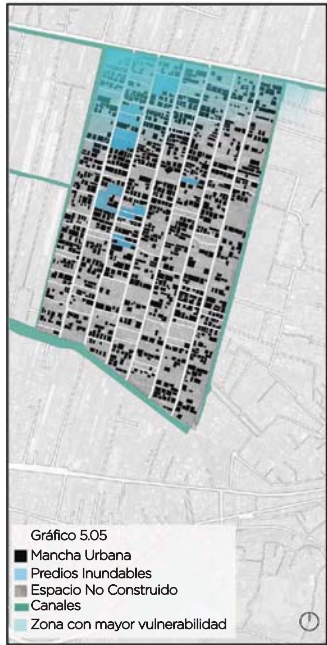 Gráfico 5.05
Mancha Urbana
Predios Inundables
Espacio No Construido
Canales
Zona con mayor vulnerabilidad